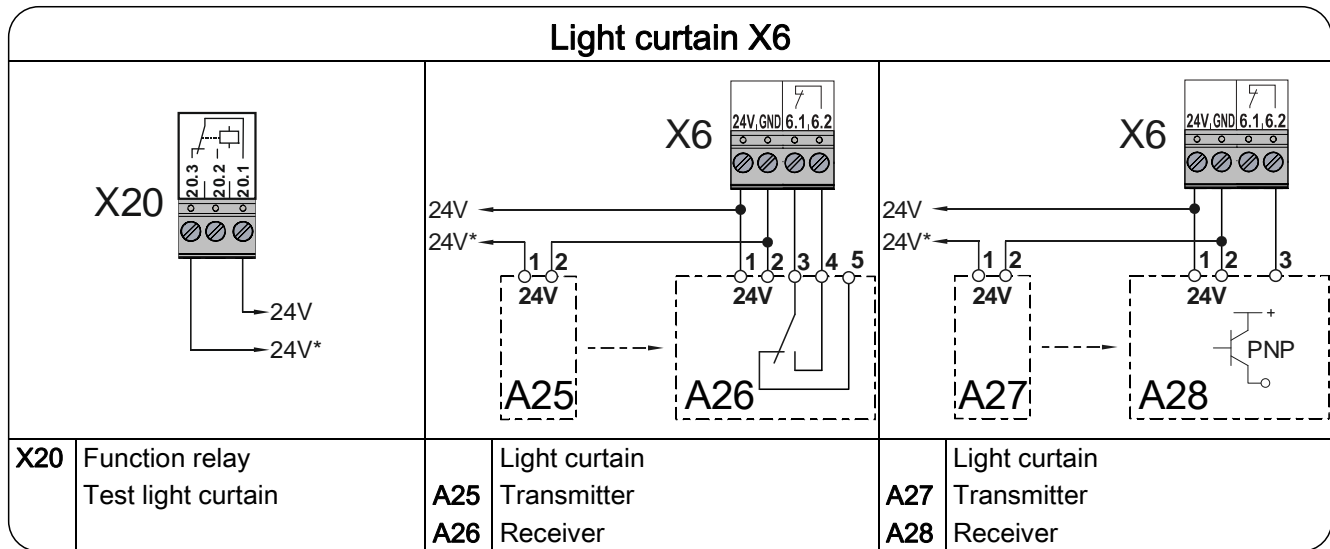 Light curtain X6
X20
20.3 20.2 20.1
24V
24V*
X6
24V GND 6.1 6.2
24V
24V*
1 2
24V
A25
1 2 3 4 5
24V
A26
X6
24V GND 6.1 6.2
24V
24V*
1 2
24V
A27
1 2 3
24V
+
PNP
A28
X20 Function relay
Test light curtain
Light curtain
A25 Transmitter
A26 Receiver
Light curtain
A27 Transmitter
A28 Receiver